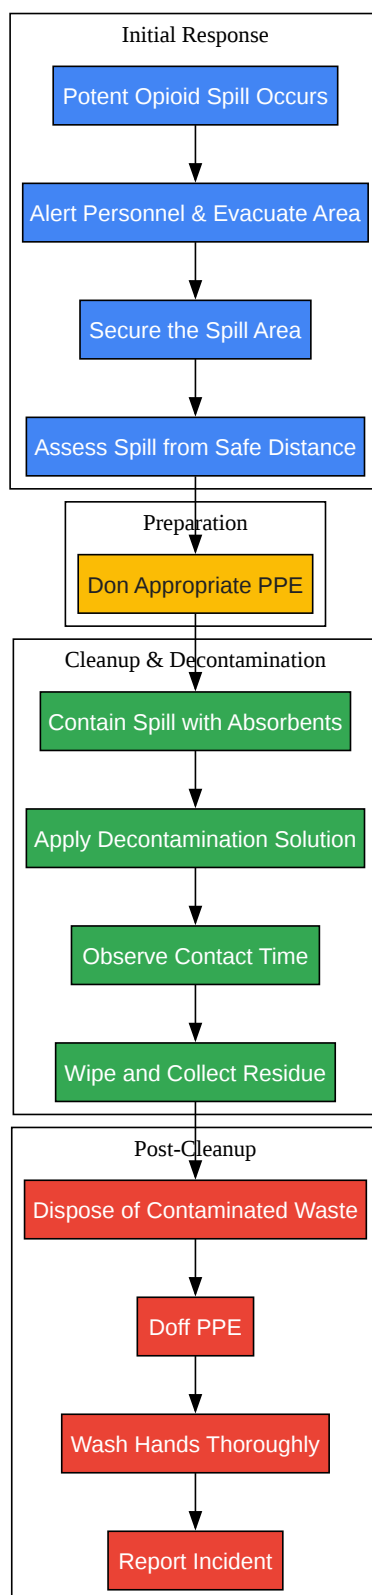 Initial Response
Potent Opioid Spill Occurs
Alert Personnel & Evacuate Area
Secure the Spill Area
Assess Spill from Safe Distance
Preparation
Don Appropriate PPE
Cleanup & Decontamination
Contain Spill with Absorbents
Apply Decontamination Solution
Observe Contact Time
Wipe and Collect Residue
Post-Cleanup
Dispose of Contaminated Waste
Doff PPE
Wash Hands Thoroughly
Report Incident